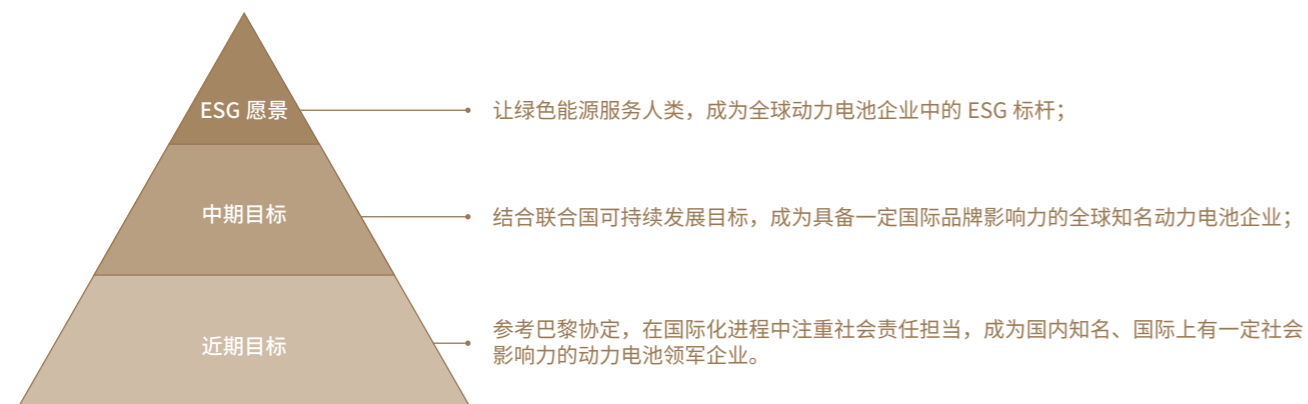 ESG 愿景
让绿色能源服务人类，成为全球动力电池企业中的 ESG 标杆；
中期目标
结合联合国可持续发展目标，成为具备一定国际品牌影响力的全球知名动力电池企业；
近期目标
参考巴黎协定，在国际化进程中注重社会责任担当，成为国内知名、国际上有一定社会
影响力的动力电池领军企业。